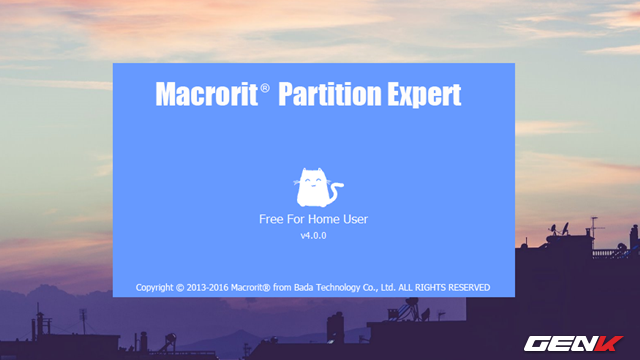 Macrorit® Partition Expert
Free For Home User
v4.0.0
Copyright © 2013-2016 Macrorit® from Bada Technology Co., Ltd. ALL RIGHTS RESERVED
GENK